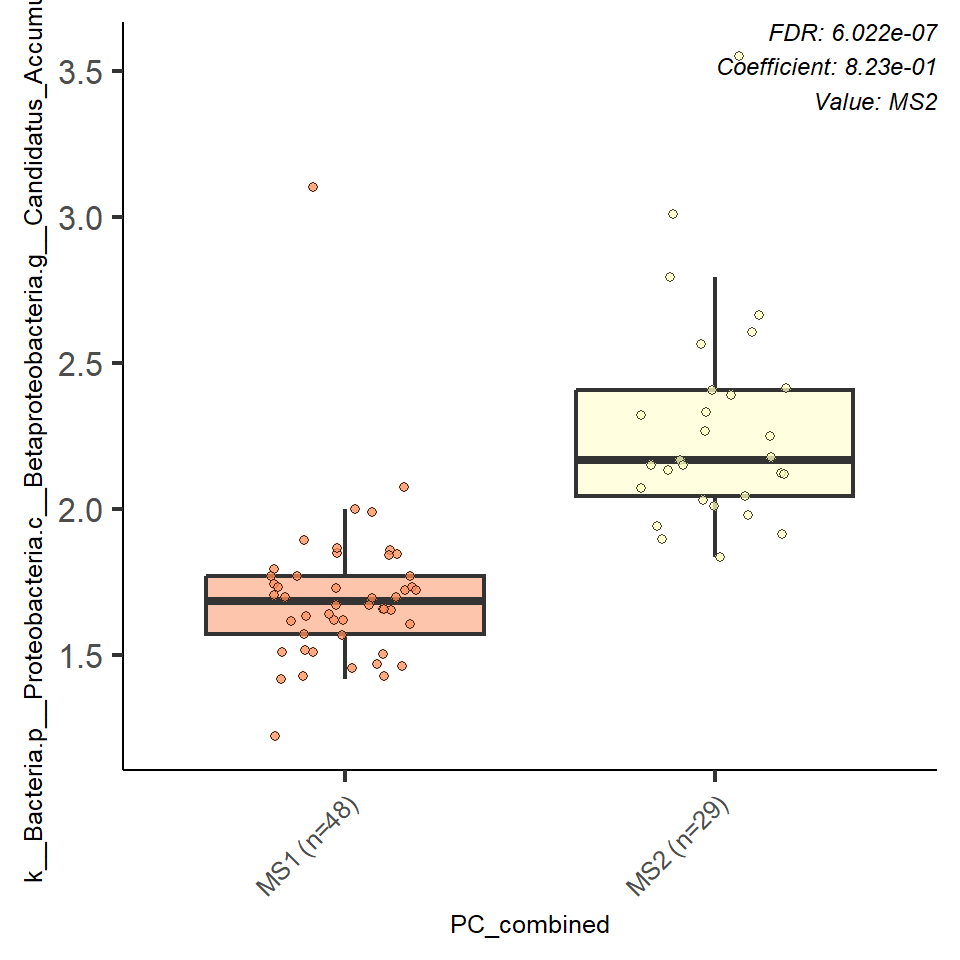 FDR: 6.022e-07
Coefficient: 8.23e-01
Value: MS2
k__Bacteria.p__Proteobacteria.c__Betaproteobacteria.g__Candidatus_Accumu
3.5
3.0
2.5
2.0
1.5
MS1 (n=48)
MS2 (n=29)
PC_combined